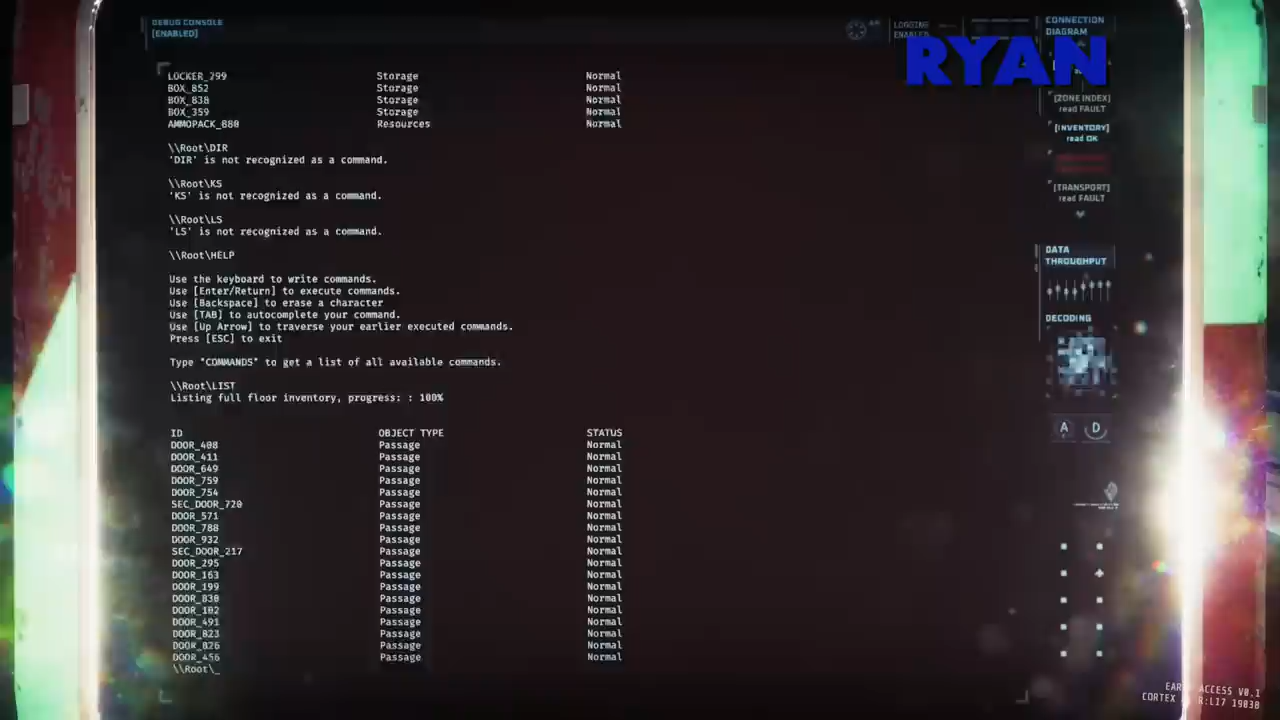 DEBUG CONSOLE
[ENABLED]
LOGGING
ENABLED
CONNECTION
DIAGRAM
RYAN
[ZONE INDEX]
read FAULT
[INVENTORY]
read OK
[TRANSPORT]
read FAULT
DATA
THROUGHPUT
DECODING
A D
LOCKER_299 Storage Normal
BOX_852 Storage Normal
BOX_838 Storage Normal
BOX_359 Storage Normal
AMMOPACK_880 Resources Normal
\\Root\DIR
'DIR' is not recognized as a command.
\\Root\KS
'KS' is not recognized as a command.
\\Root\LS
'LS' is not recognized as a command.
\\Root\HELP
Use the keyboard to write commands.
Use [Enter/Return] to execute commands.
Use [Backspace] to erase a character
Use [TAB] to autocomplete your command.
Use [Up Arrow] to traverse your earlier executed commands.
Press [ESC] to exit
Type "COMMANDS" to get a list of all available commands.
\\Root\LIST
Listing full floor inventory, progress: : 100%
ID OBJECT TYPE STATUS
DOOR_408 Passage Normal
DOOR_411 Passage Normal
DOOR_649 Passage Normal
DOOR_759 Passage Normal
DOOR_754 Passage Normal
SEC_DOOR_720 Passage Normal
DOOR_571 Passage Normal
DOOR_788 Passage Normal
DOOR_932 Passage Normal
SEC_DOOR_217 Passage Normal
DOOR_295 Passage Normal
DOOR_163 Passage Normal
DOOR_199 Passage Normal
DOOR_830 Passage Normal
DOOR_102 Passage Normal
DOOR_491 Passage Normal
DOOR_823 Passage Normal
DOOR_826 Passage Normal
DOOR_456 Passage Normal
\\Root\_
ACCESS V0.1
CORTEX R:L17 19030